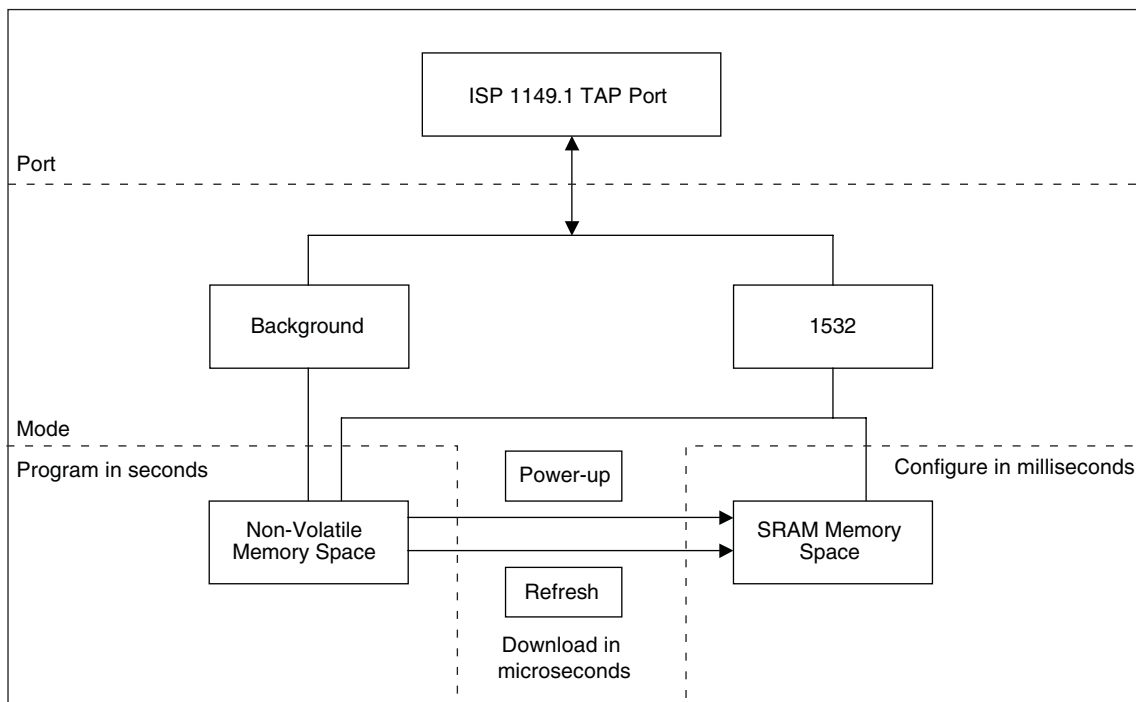 ISP 1149.1 TAP Port
Port
Background
1532
Mode
Program in seconds
Power-up
Configure in milliseconds
Non-Volatile
Memory Space
SRAM Memory
Space
Refresh
Download in
microseconds